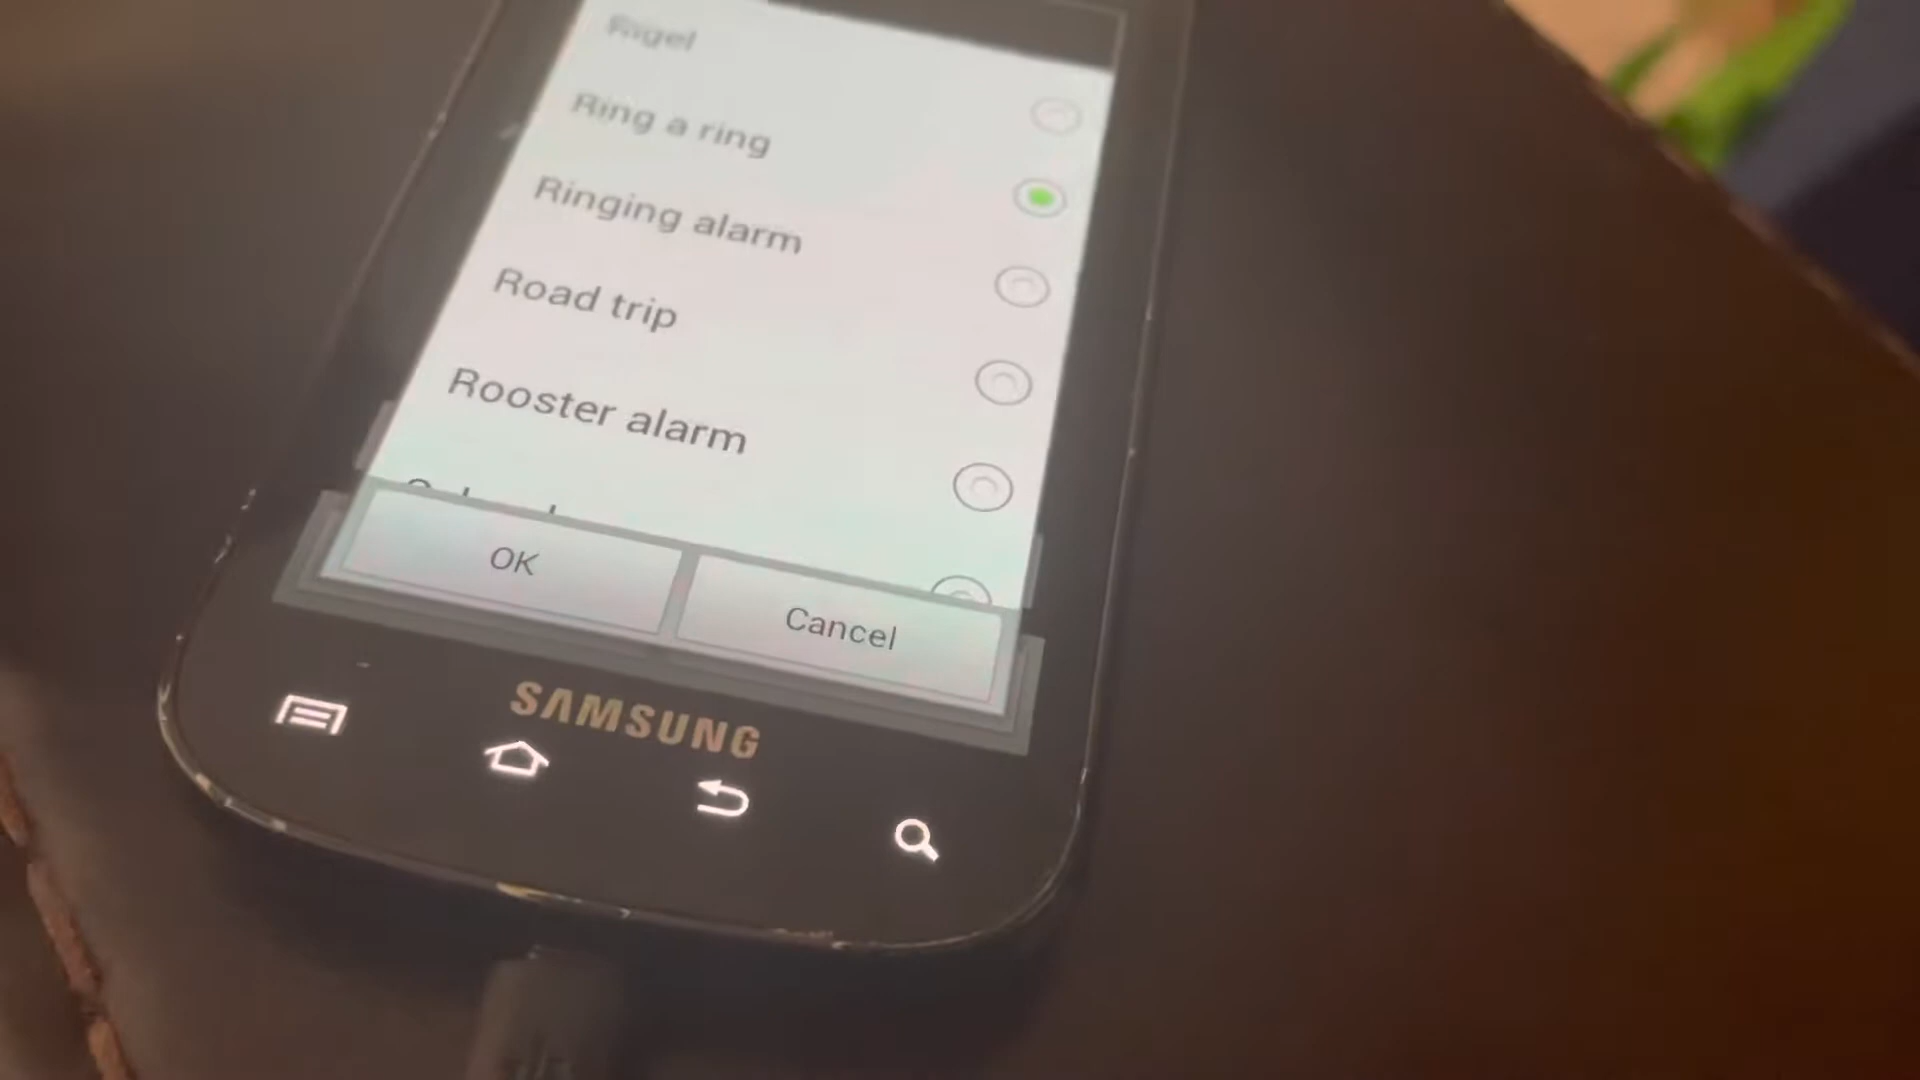 Rigel
Ring a ring
Ringing alarm
Road trip
Rooster alarm
OK
Cancel
SAMSUNG